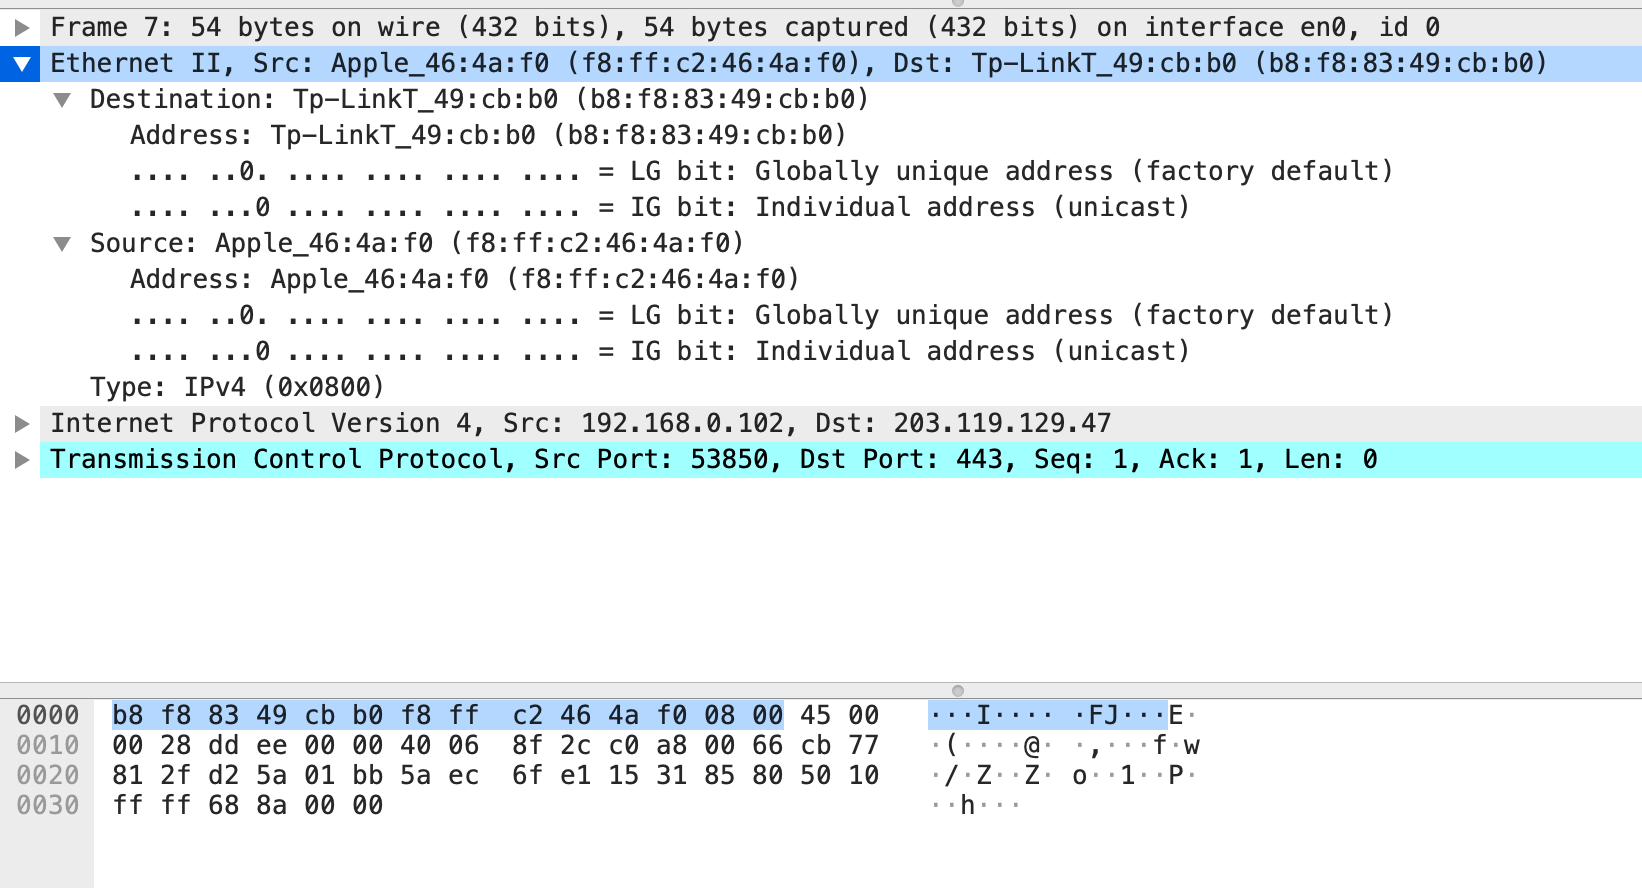 Frame 7: 54 bytes on wire (432 bits), 54 bytes captured (432 bits) on interface en0, id 0
Ethernet II, Src: Apple_46:4a:f0 (f8:ff:c2:46:4a:f0), Dst: Tp-LinkT_49:cb:b0 (b8:f8:83:49:cb:b0)
Destination: Tp-LinkT_49:cb:b0 (b8:f8:83:49:cb:b0)
Address: Tp-LinkT_49:cb:b0 (b8:f8:83:49:cb:b0)
.... ..0. .... .... .... .... = LG bit: Globally unique address (factory default)
.... ...0 .... .... .... .... = IG bit: Individual address (unicast)
Source: Apple_46:4a:f0 (f8:ff:c2:46:4a:f0)
Address: Apple_46:4a:f0 (f8:ff:c2:46:4a:f0)
.... ..0. .... .... .... .... = LG bit: Globally unique address (factory default)
.... ...0 .... .... .... .... = IG bit: Individual address (unicast)
Type: IPv4 (0x0800)
Internet Protocol Version 4, Src: 192.168.0.102, Dst: 203.119.129.47
Transmission Control Protocol, Src Port: 53850, Dst Port: 443, Seq: 1, Ack: 1, Len: 0
0000 b8 f8 83 49 cb b0 f8 ff c2 46 4a f0 08 00 45 00 ···I···· ·FJ···E·
0010 00 28 dd ee 00 00 40 06 8f 2c c0 a8 00 66 cb 77 ·(····@· ·,···f·w
0020 81 2f d2 5a 01 bb 5a ec 6f e1 15 31 85 80 50 10 ·/·Z··Z· o··1··P·
0030 ff ff 68 8a 00 00 ··h···